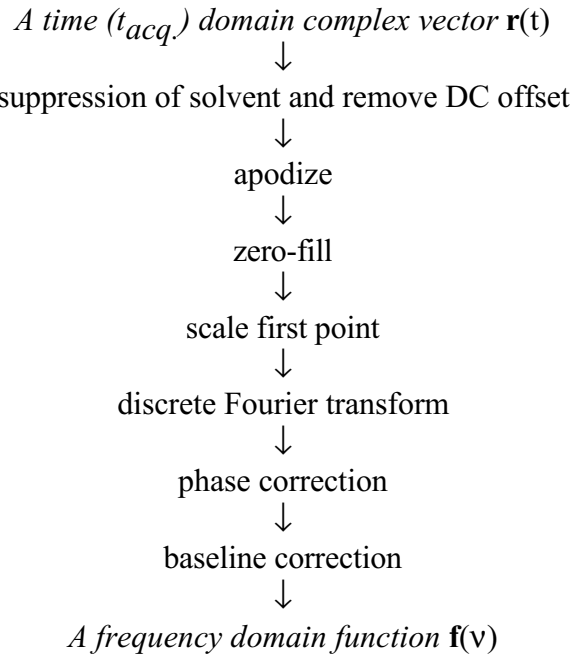 A time (t_acq.) domain complex vector r(t)
↓
suppression of solvent and remove DC offset
↓
apodize
↓
zero-fill
↓
scale first point
↓
discrete Fourier transform
↓
phase correction
↓
baseline correction
↓
A frequency domain function f(ν)